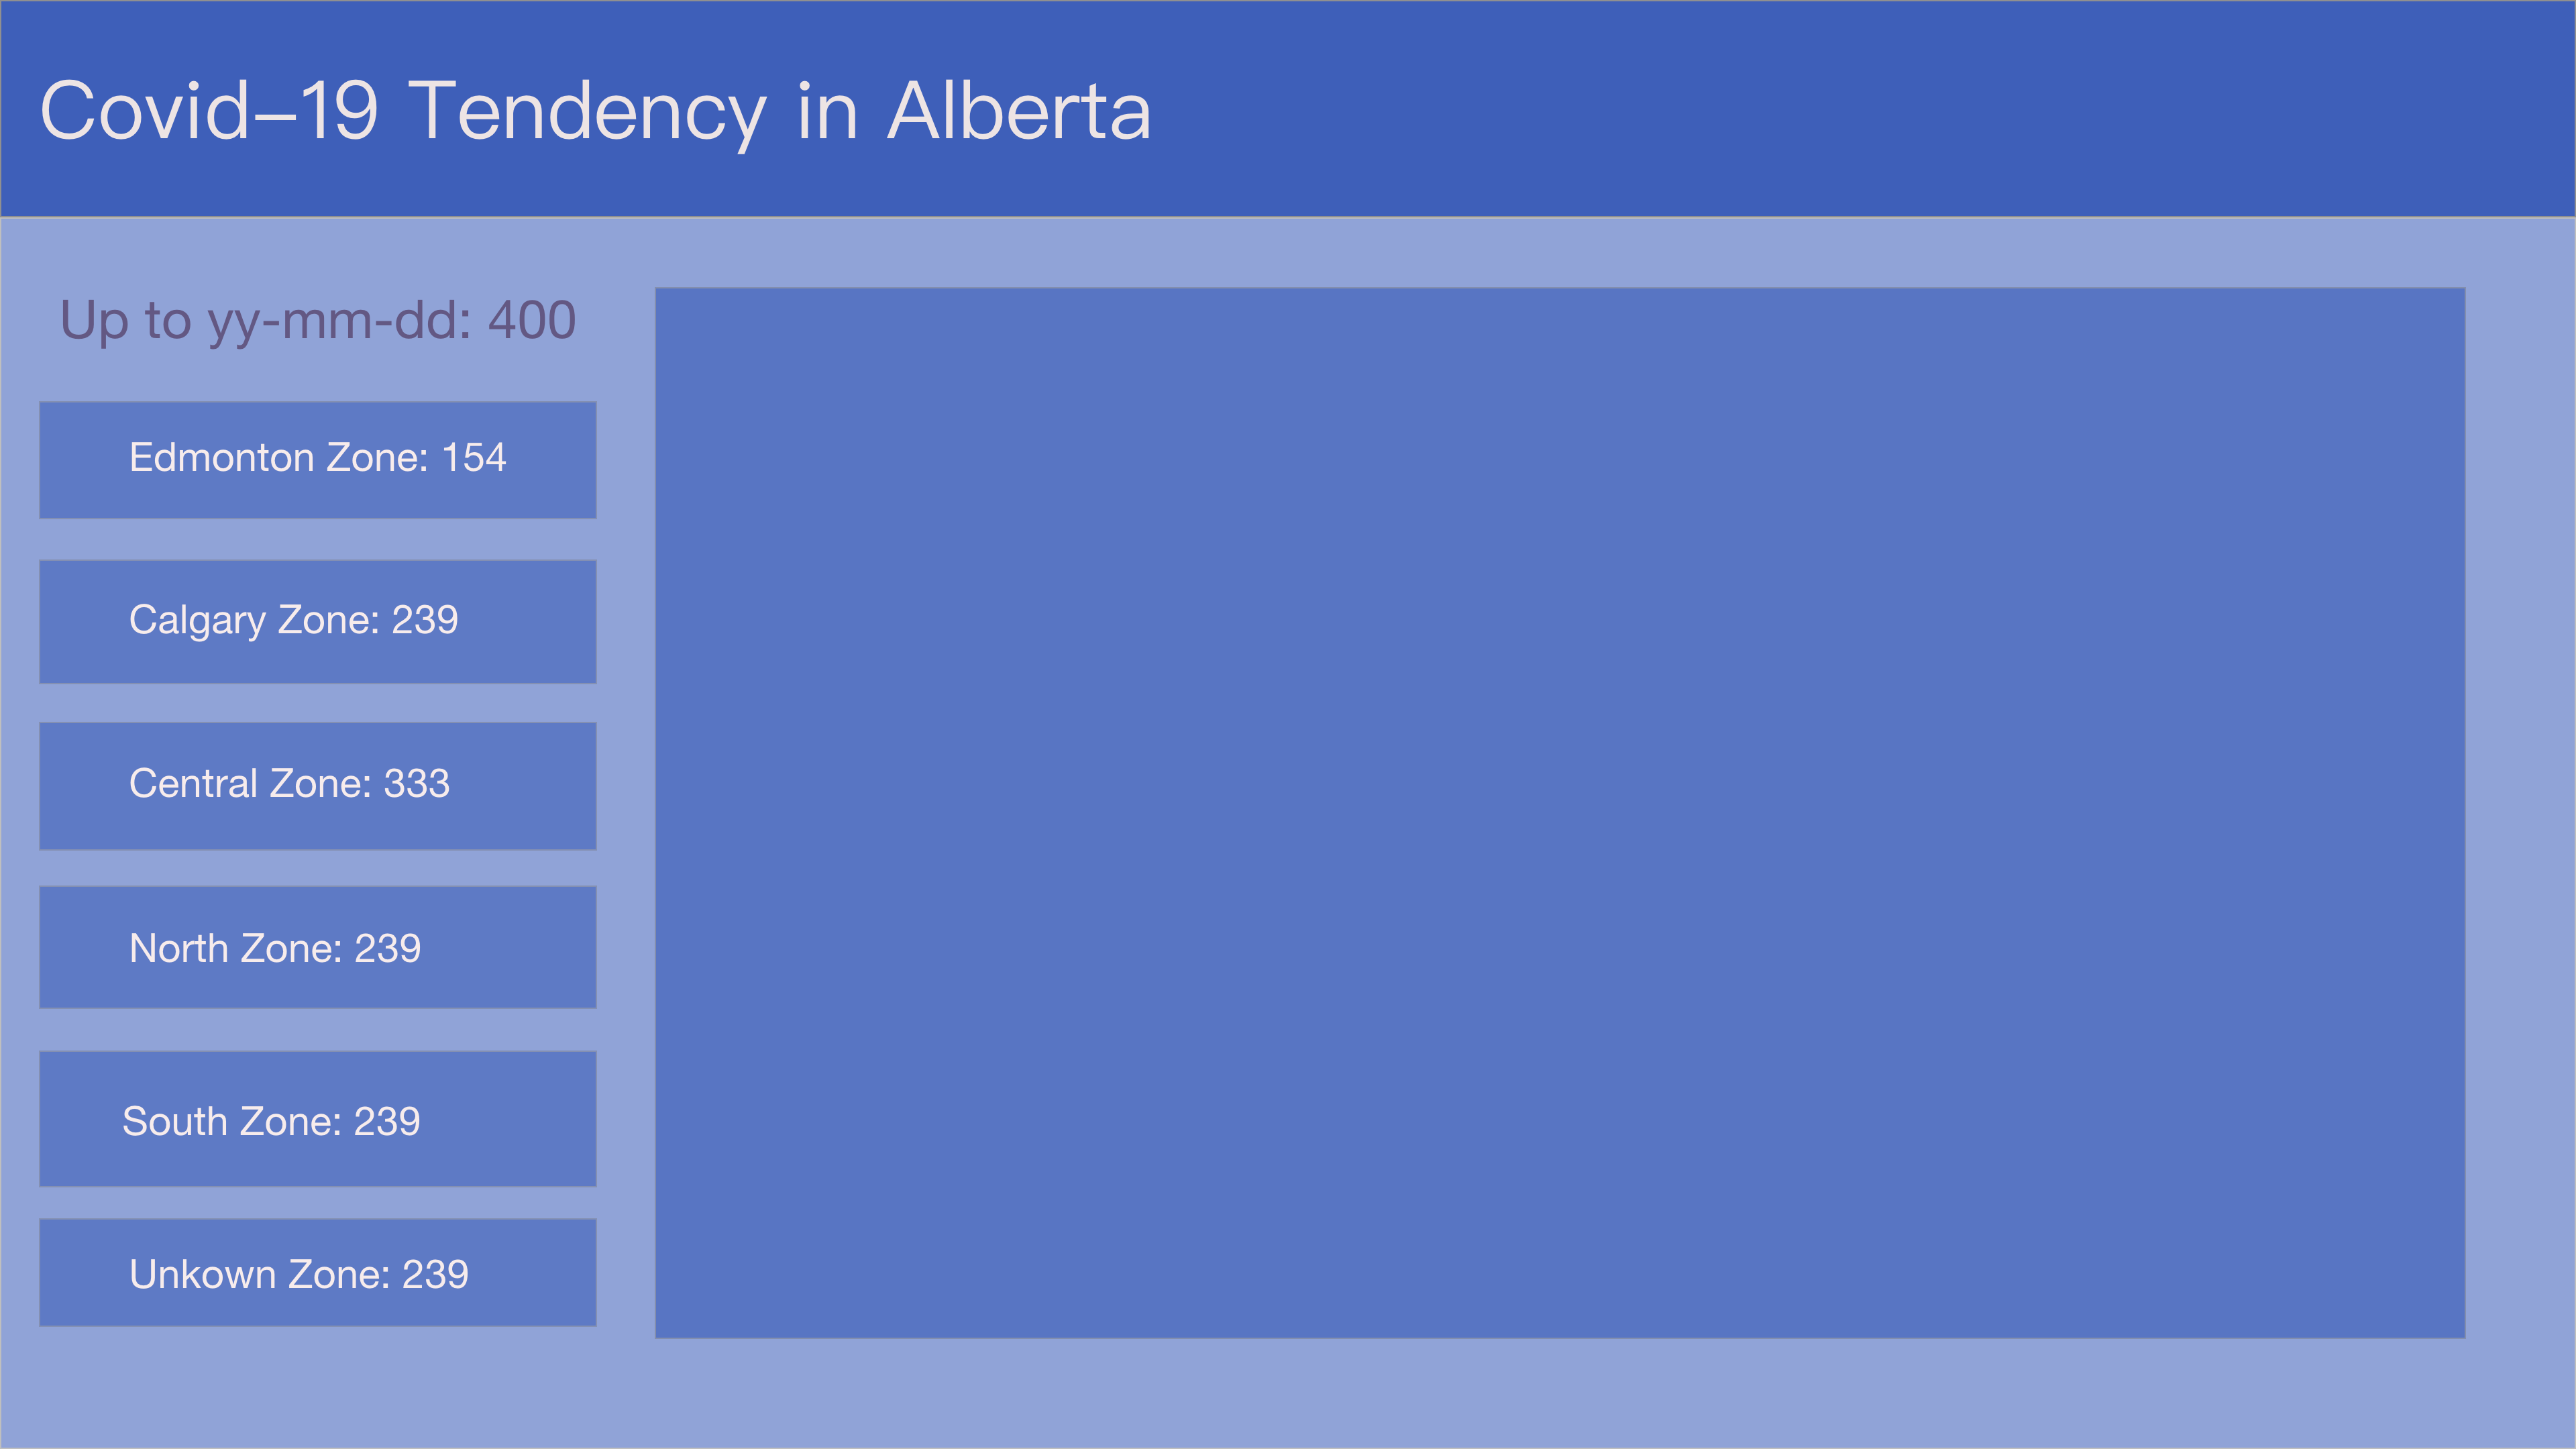 Covid–19 Tendency in Alberta
Up to yy-mm-dd: 400
Edmonton Zone: 154
Calgary Zone: 239
Central Zone: 333
North Zone: 239
South Zone: 239
Unkown Zone: 239